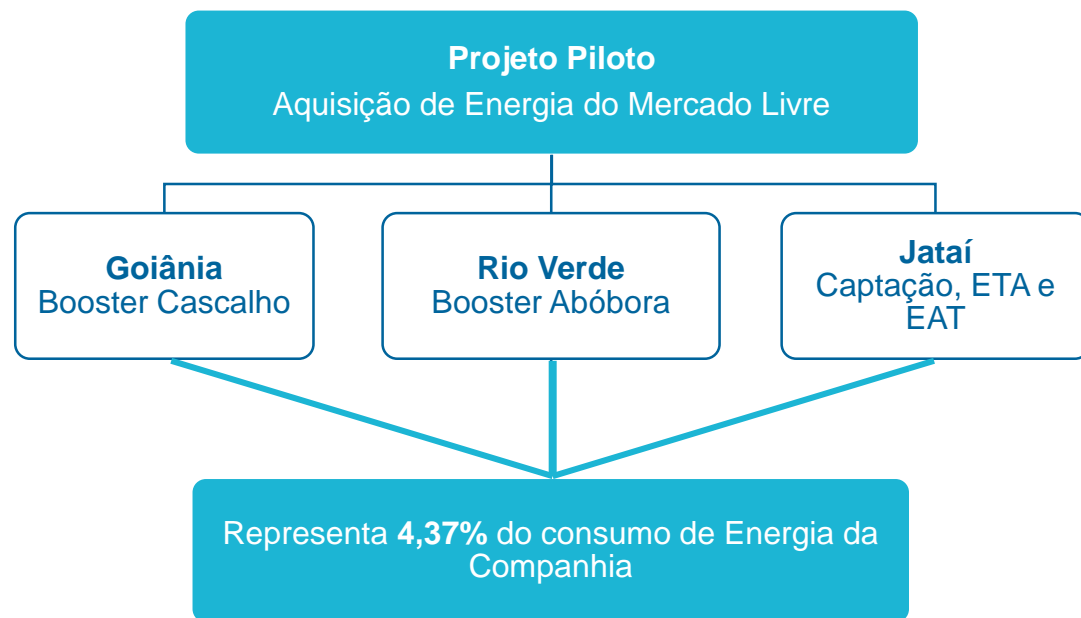 Projeto Piloto
Aquisição de Energia do Mercado Livre
Goiânia
Booster Cascalho
Rio Verde
Booster Abóbora
Jataí
Captação, ETA e
EAT
Representa 4,37% do consumo de Energia da
Companhia